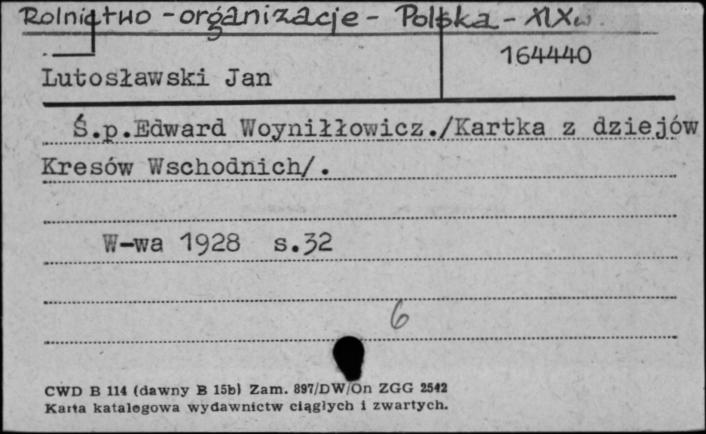 Rolnictwo - organizacje - Polska - XIX w.
164440
Lutosławski Jan
Ś.p.Edward Woyniłłowicz./Kartka z dziejów
Kresów Wschodnich/.
W-wa 1928 s.32
6
CWD B 114 (dawny B 15b) Zam. 897/DW/On ZGG 2542
Karta katalogowa wydawnictw ciągłych i zwartych.